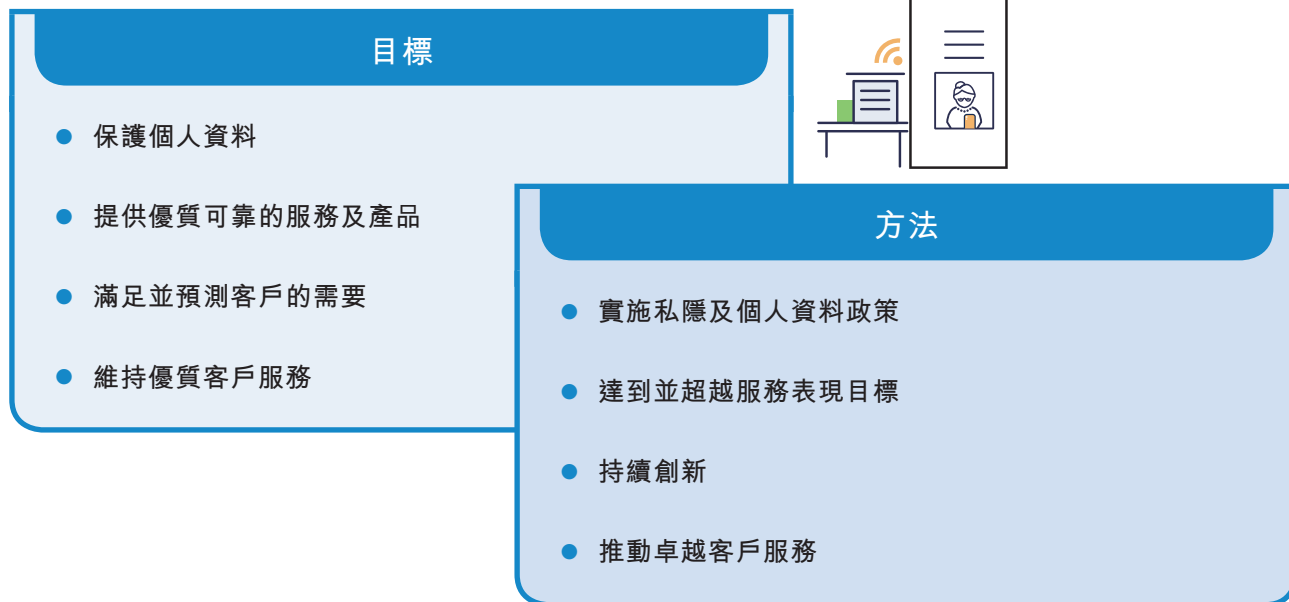 目標
保護個人資料
提供優質可靠的服務及產品
滿足並預測客戶的需要
維持優質客戶服務
方法
實施私隱及個人資料政策
達到並超越服務表現目標
持續創新
推動卓越客戶服務